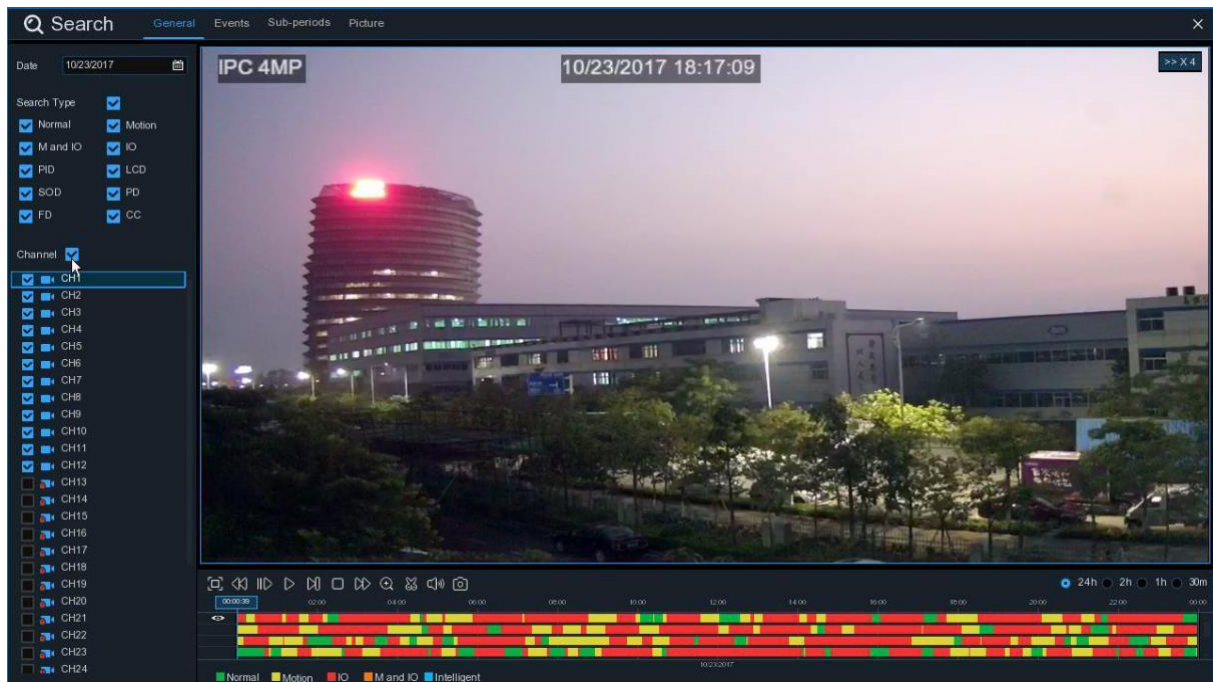 Search General Events Sub-periods Picture
Date 10/23/2017
IPC 4MP 10/23/2017 18:17:09 >> X 4
Search Type
Normal Motion
M and IO IO
PID LCD
SOD PD
FD CC
Channel
CH1
CH2
CH3
CH4
CH5
CH6
CH7
CH8
CH9
CH10
CH11
CH12
CH13
CH14
CH15
CH16
CH17
CH18
CH19
CH20
CH21
CH22
CH23
CH24
24h 2h 1h 30m
00:00:39 02:00 04:00 06:00 08:00 10:00 12:00 14:00 16:00 18:00 20:00 22:00 00:00
10/23/2017
Normal Motion IO M and IO Intelligent